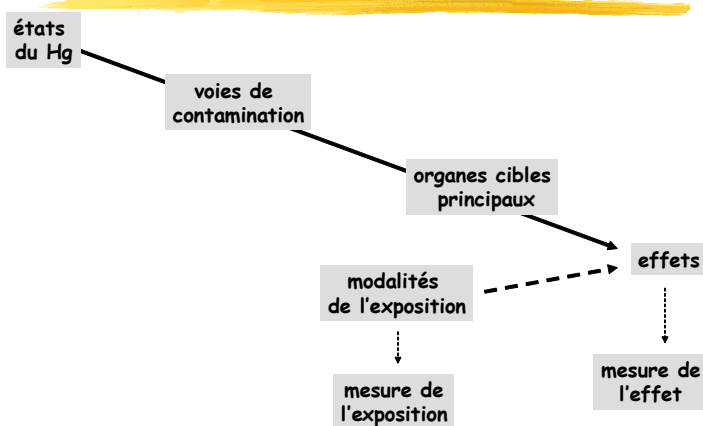 états
du Hg
voies de
contamination
organes cibles
principaux
effets
modalités
de l'exposition
mesure de
l'effet
mesure de
l'exposition